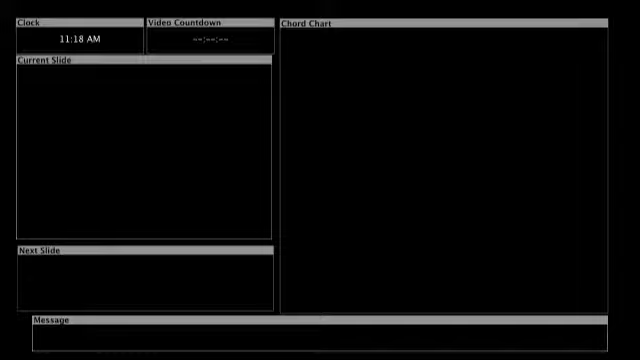 Clock
11:18 AM
Video Countdown
--:--:--
Chord Chart
Current Slide
Next Slide
Message